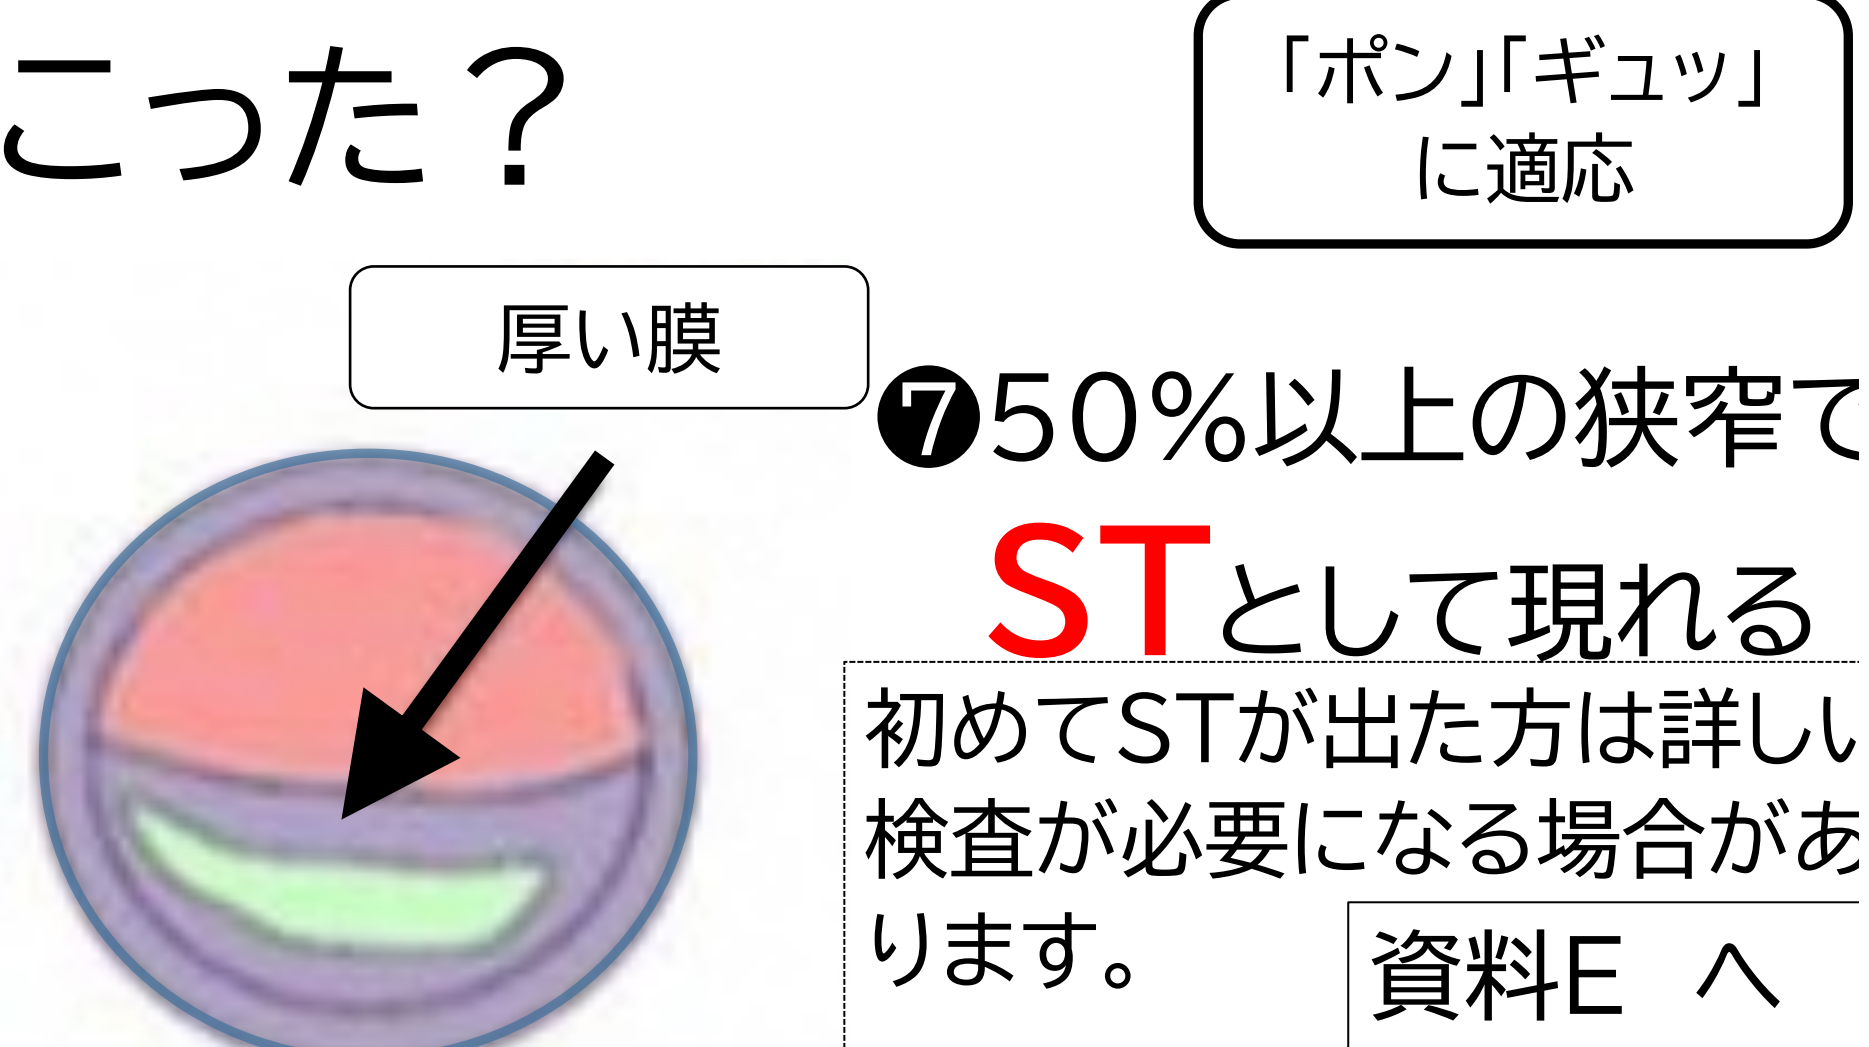 こった？
「ポン」「ギュッ」
に適応
厚い膜
❼50%以上の狭窄で
STとして現れる
初めてSTが出た方は詳しい
検査が必要になる場合があ
ります。
資料E へ